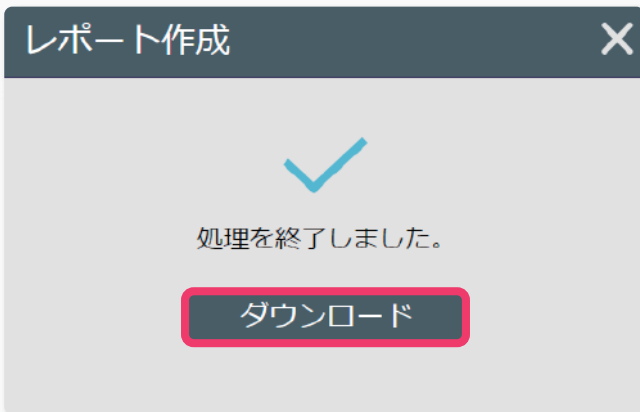 レポート作成
処理を終了しました。
ダウンロード